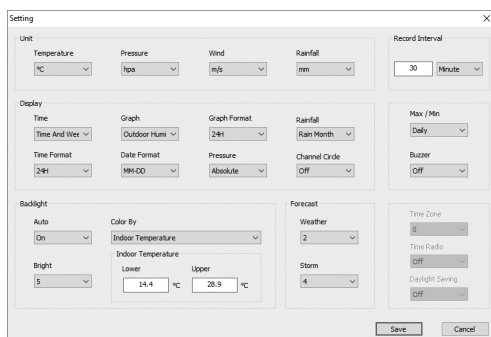 Setting
Unit
Temperature Pressure Wind Rainfall
°C hpa m/s mm
Record Interval
30 Minute
Display
Time Graph Graph Format Rainfall
Time And Wee Outdoor Humi 24H Rain Month
Time Format Date Format Pressure Channel Circle
24H MM-DD Absolute Off
Max / Min
Daily
Buzzer
Off
Backlight
Auto Color By
On Indoor Temperature
Bright
5
Indoor Temperature
Lower Upper
14.4 °C 28.9 °C
Forecast
Weather
2
Storm
4
Time Zone
0
Time Radio
Off
Daylight Saving
Off
Save Cancel